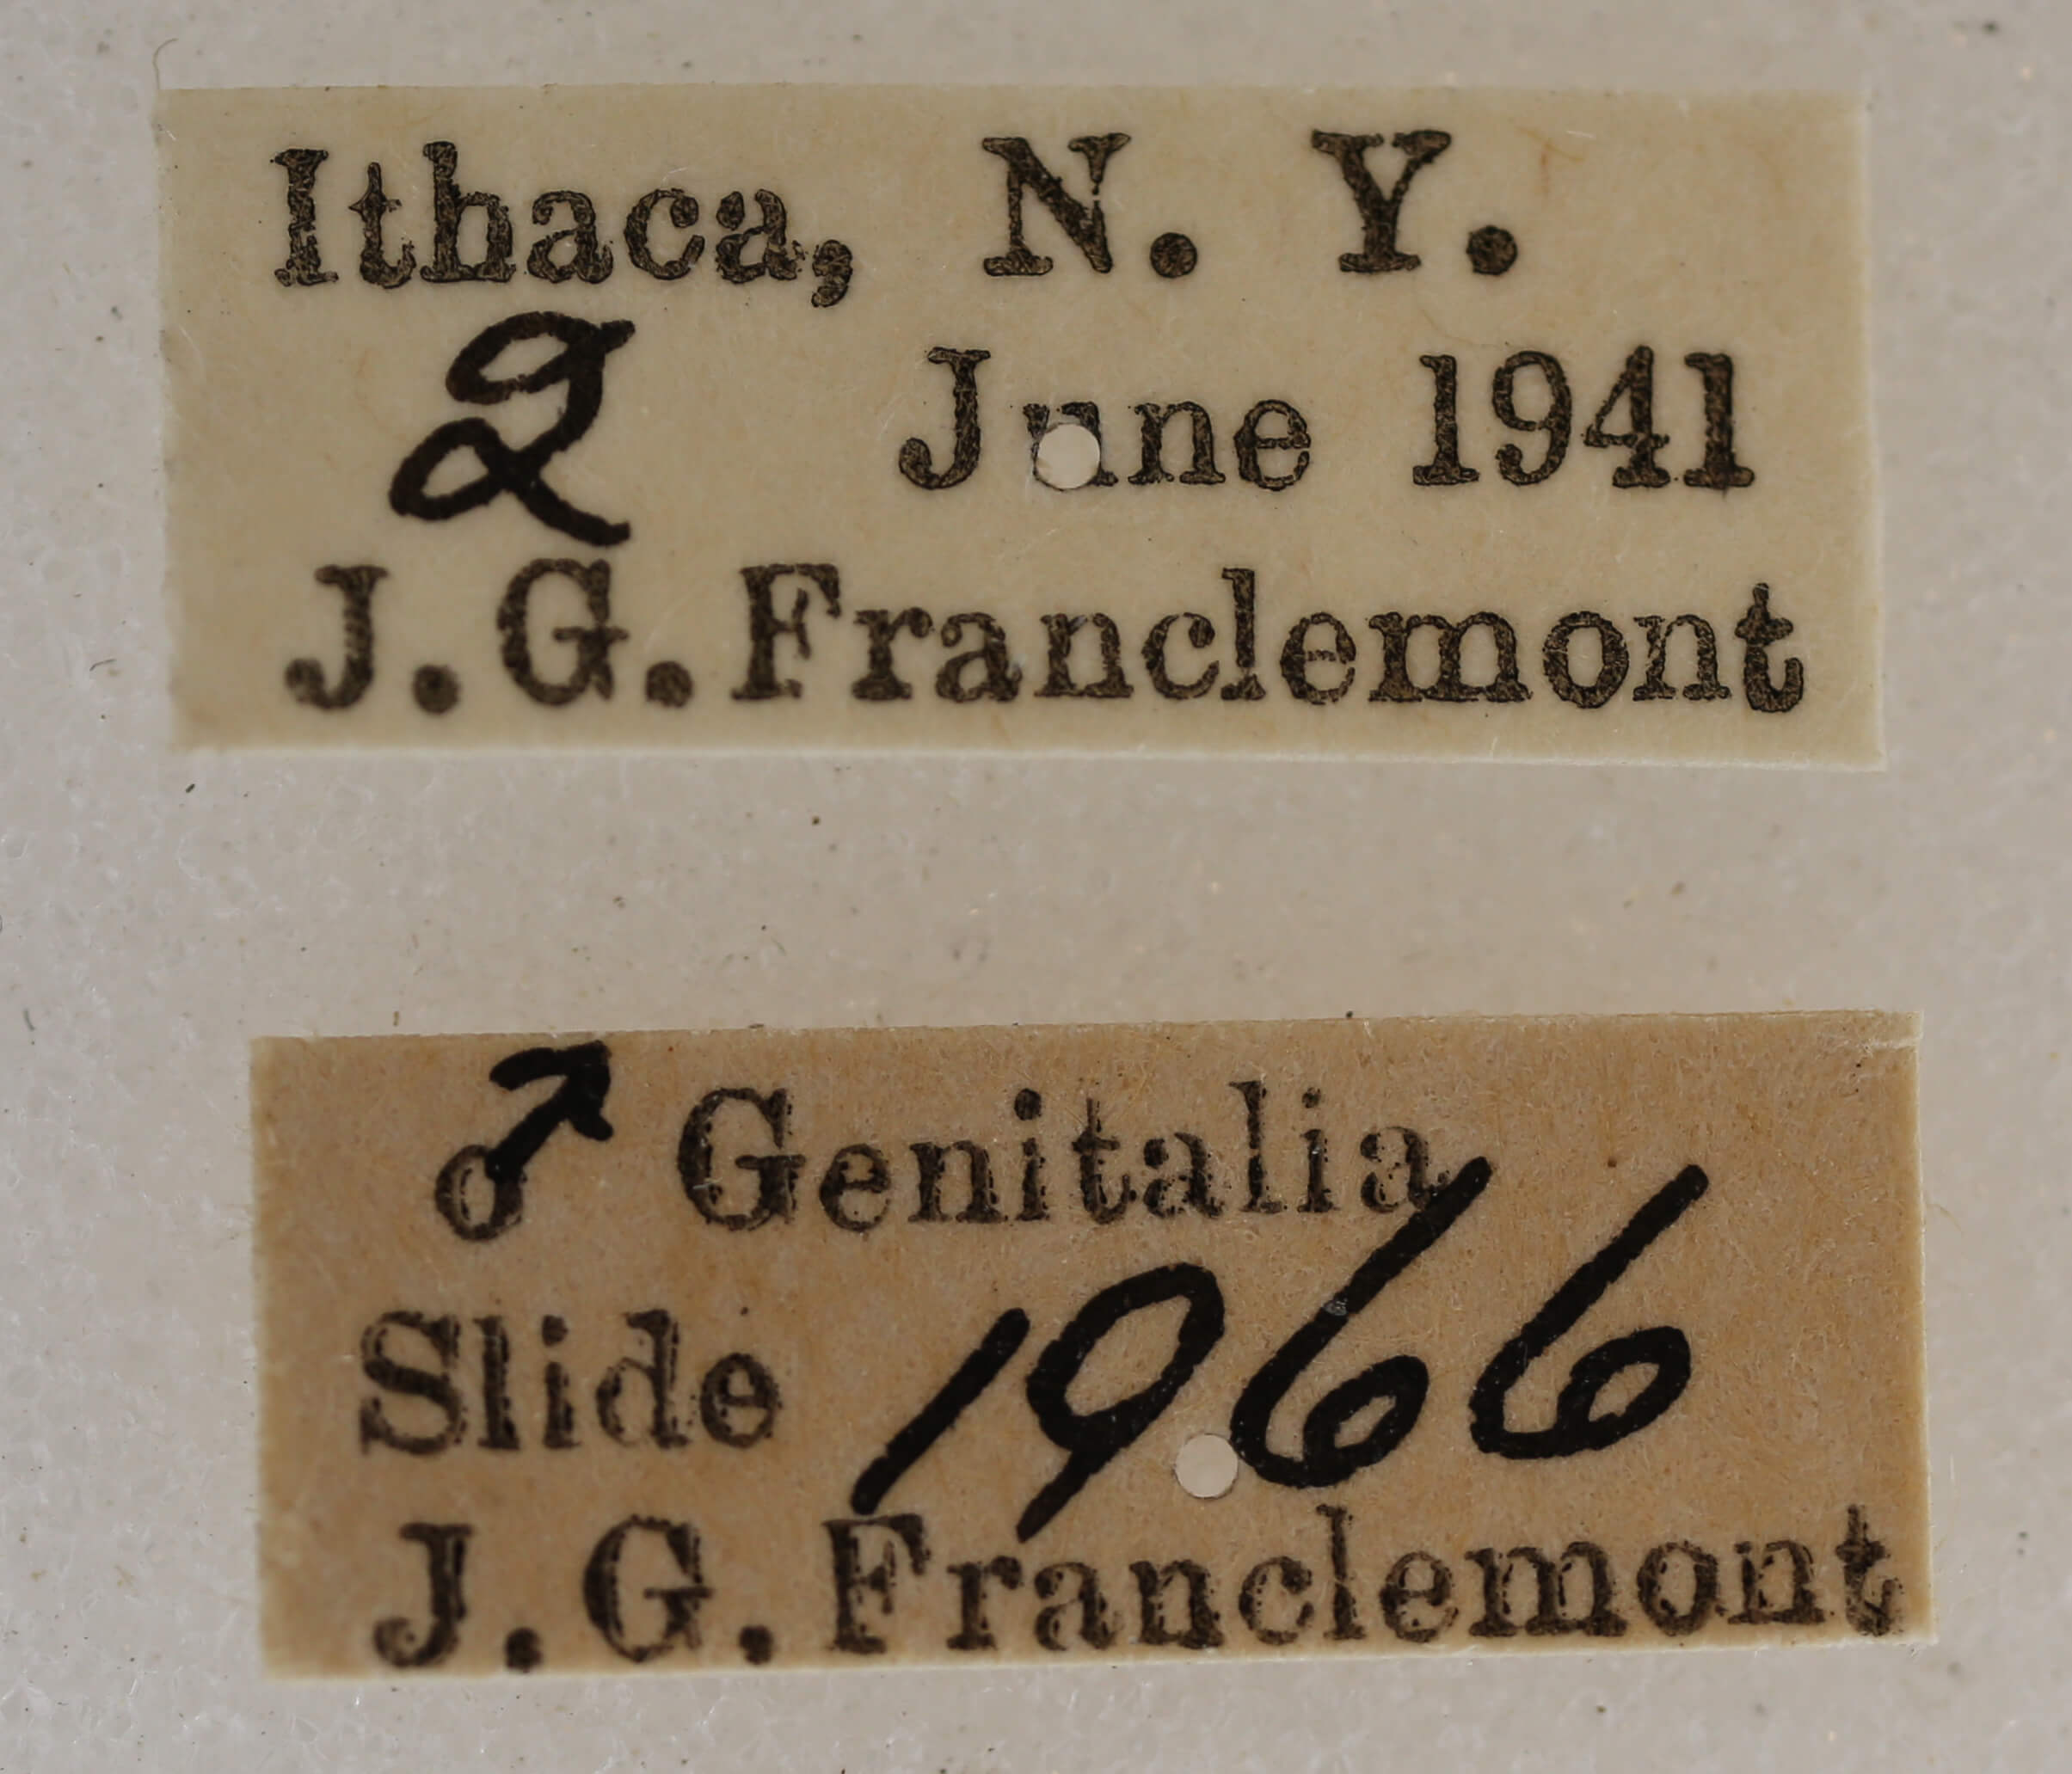 Ithaca, N. Y.
2 June 1941
J. G. Franclemont
♂ Genitalia
Slide 1966
J. G. Franclemont